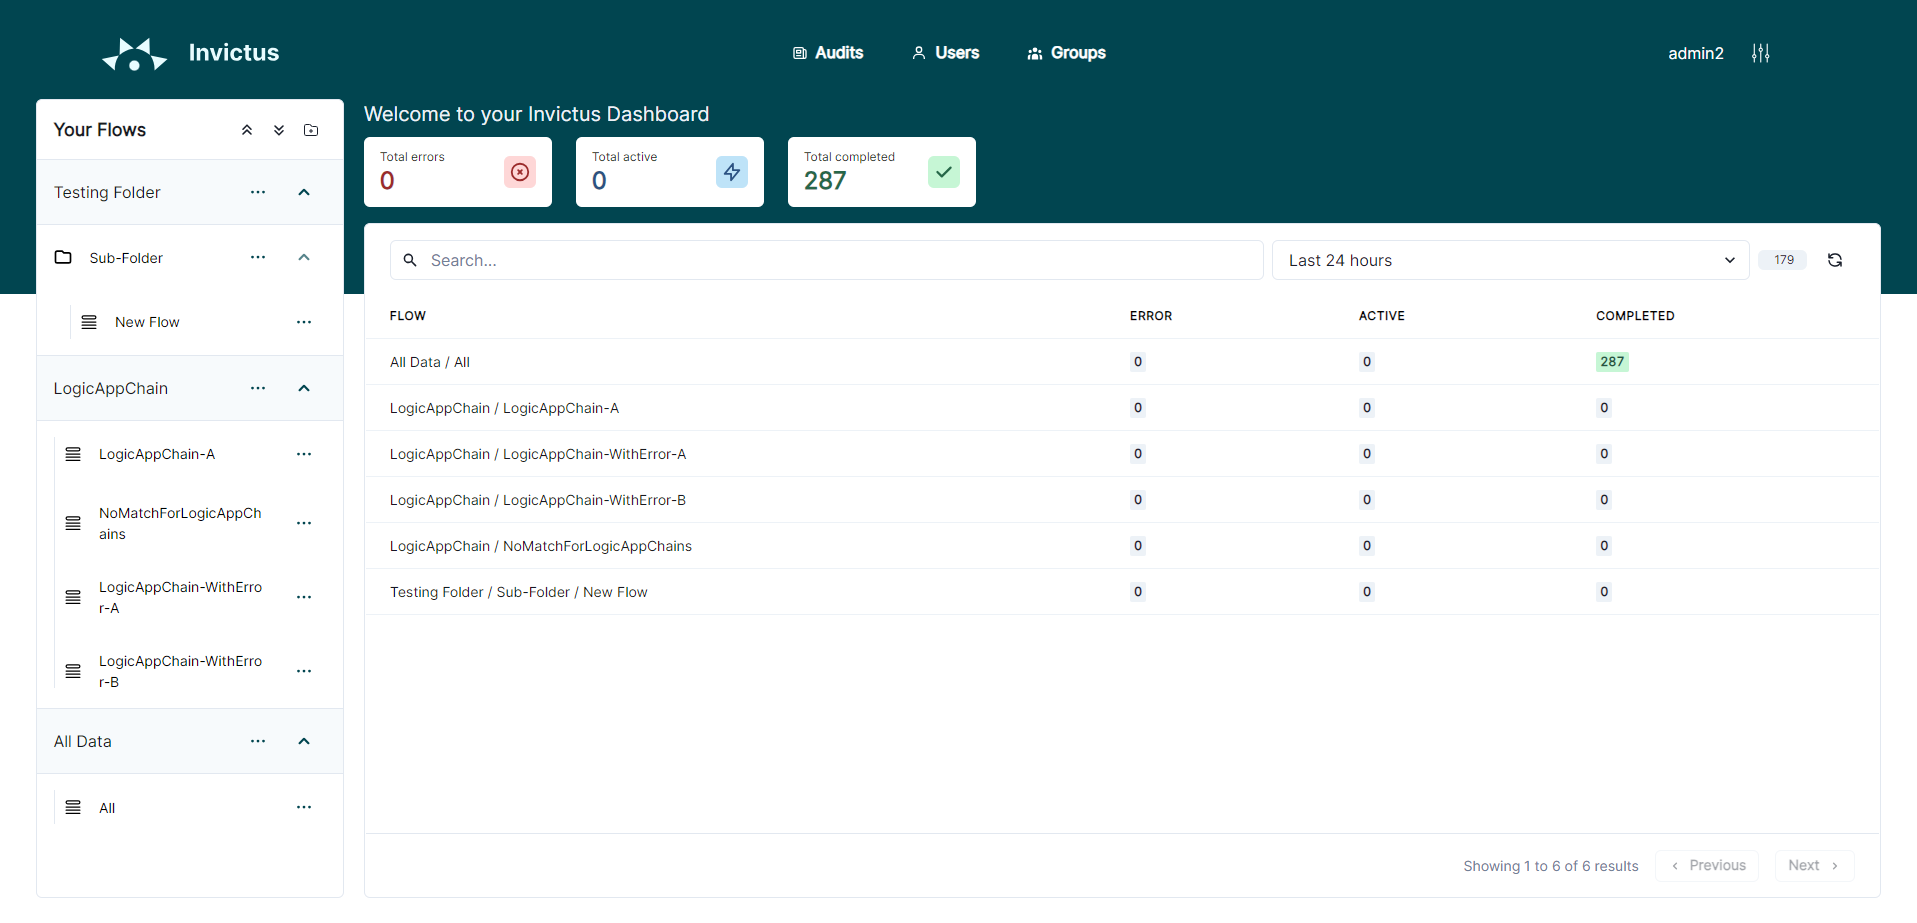 Invictus
Audits
Users
Groups
admin2
Your Flows
Testing Folder
Sub-Folder
New Flow
LogicAppChain
LogicAppChain-A
NoMatchForLogicAppCh
ains
LogicAppChain-WithErro
r-A
LogicAppChain-WithErro
r-B
All Data
All
Welcome to your Invictus Dashboard
Total errors
0
Total active
0
Total completed
287
Search...
Last 24 hours
179
FLOW ERROR ACTIVE COMPLETED
All Data / All 0 0 287
LogicAppChain / LogicAppChain-A 0 0 0
LogicAppChain / LogicAppChain-WithError-A 0 0 0
LogicAppChain / LogicAppChain-WithError-B 0 0 0
LogicAppChain / NoMatchForLogicAppChains 0 0 0
Testing Folder / Sub-Folder / New Flow 0 0 0
Showing 1 to 6 of 6 results
Previous
Next